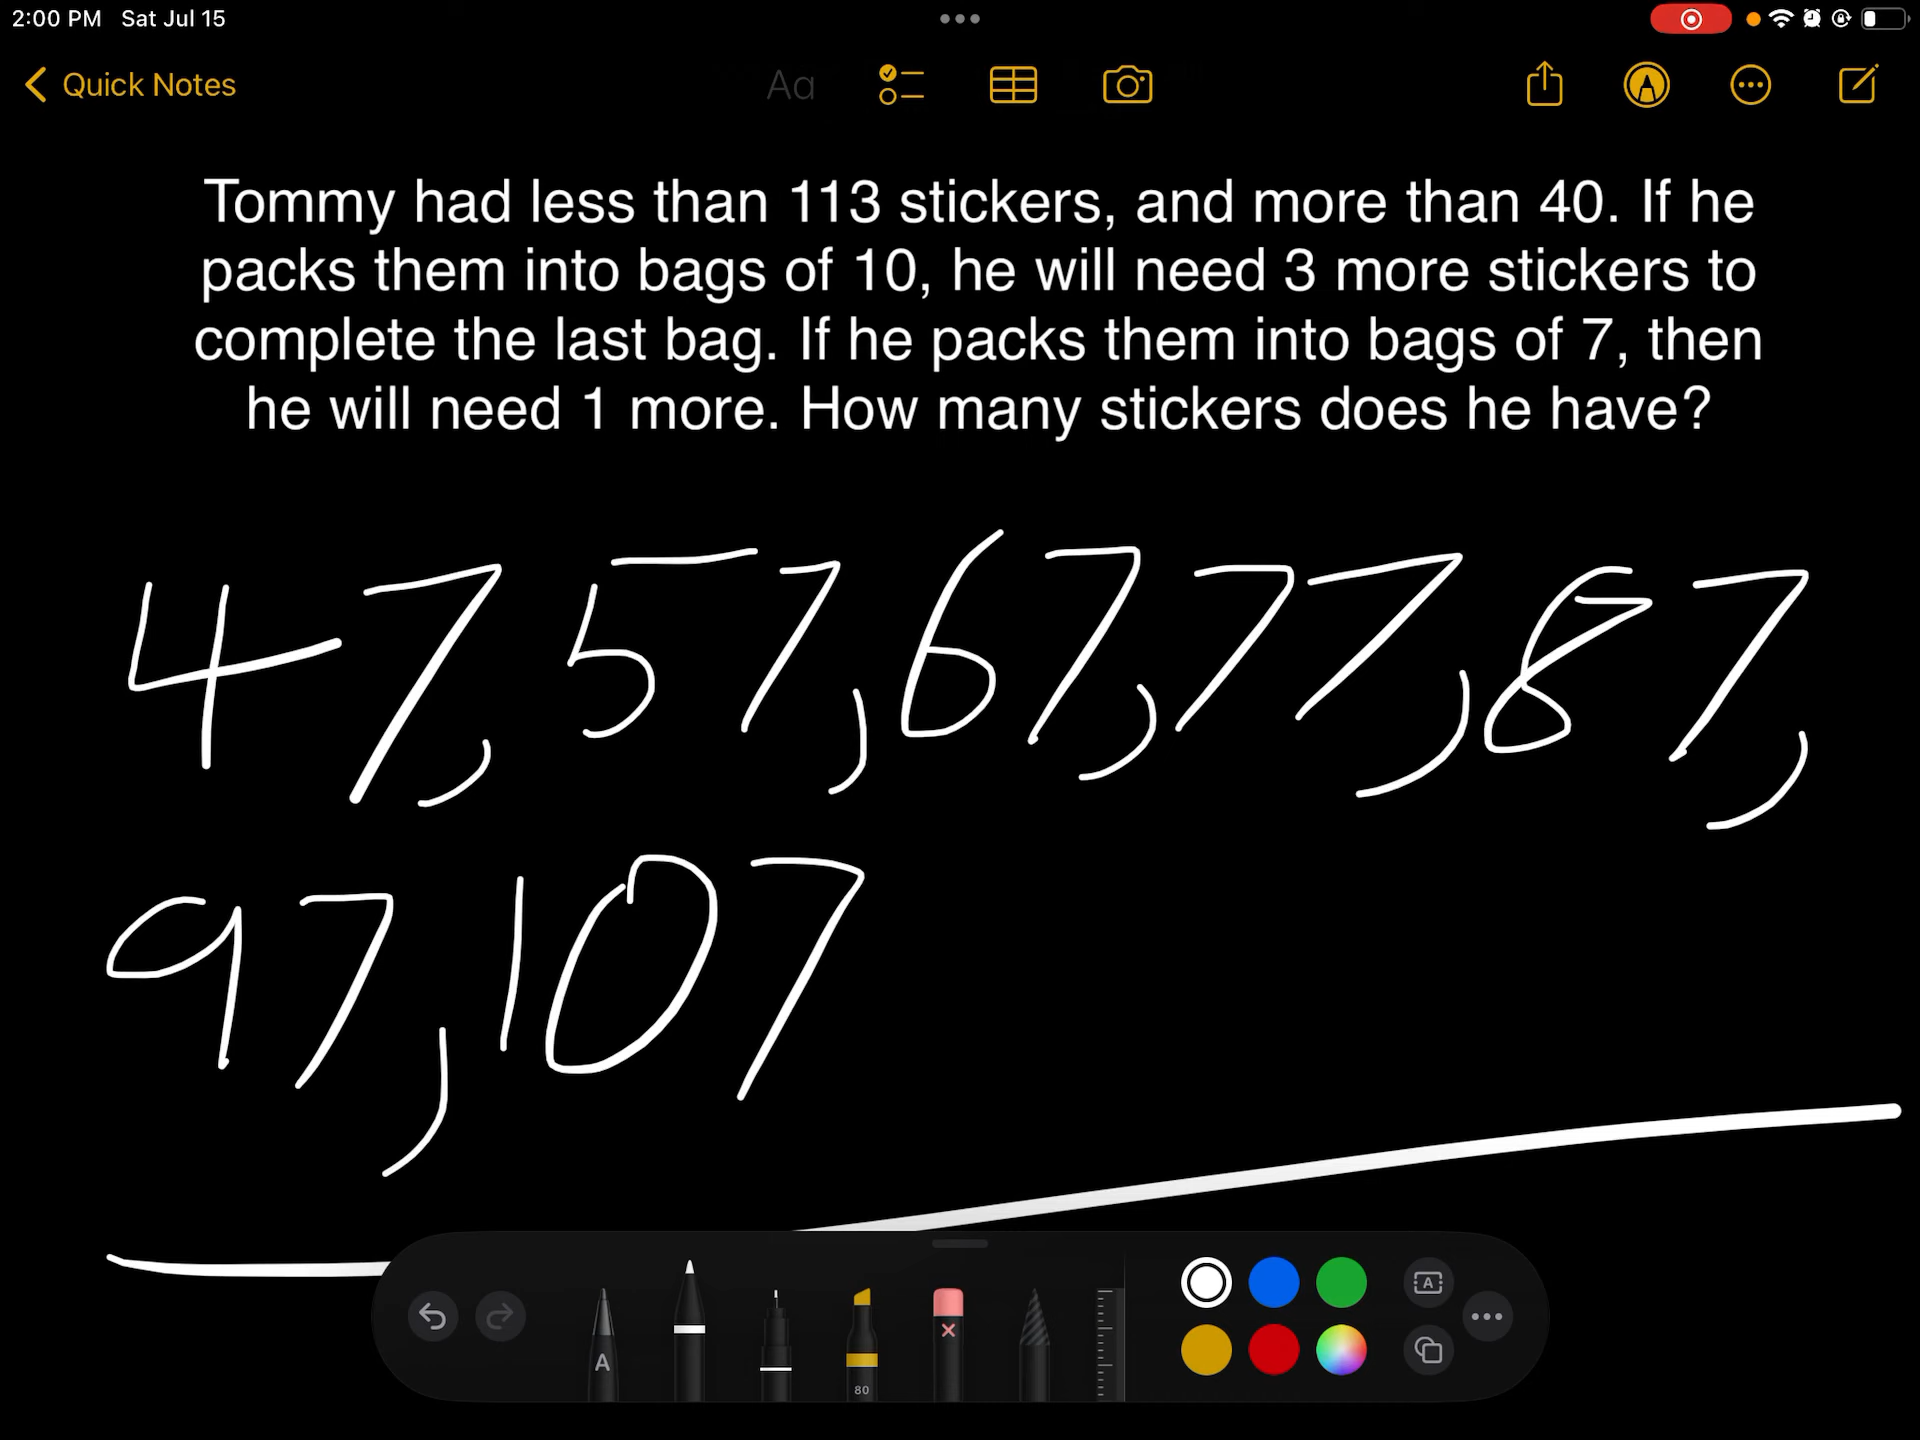 2:00 PM Sat Jul 15
Quick Notes Aa
Tommy had less than 113 stickers, and more than 40. If he
packs them into bags of 10, he will need 3 more stickers to
complete the last bag. If he packs them into bags of 7, then
he will need 1 more. How many stickers does he have?
47, 57, 67, 77, 87,
97, 107
A
80
A